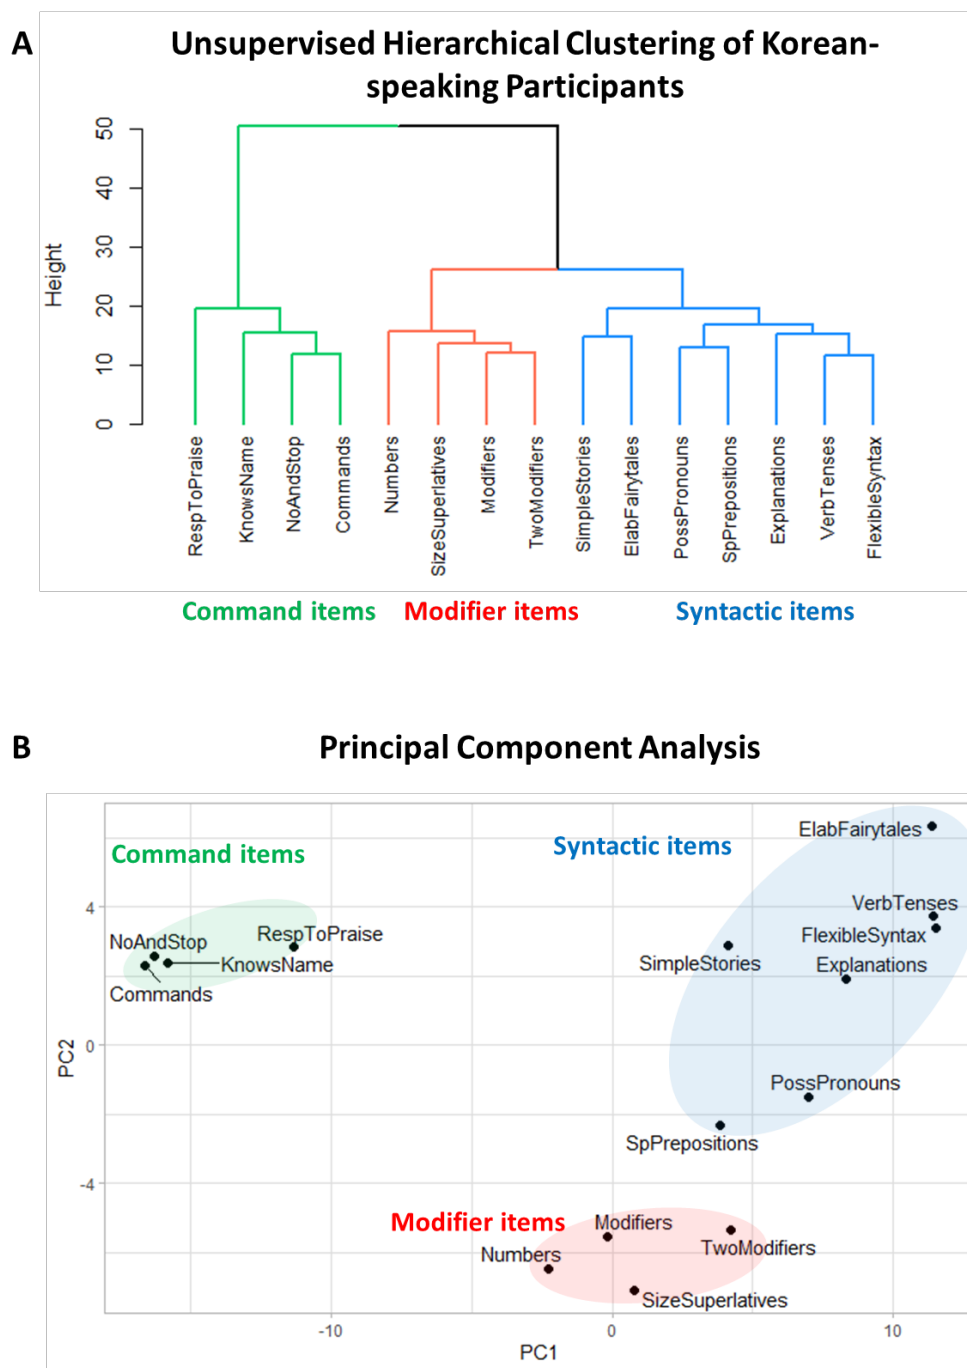 A
Unsupervised Hierarchical Clustering of Korean-
speaking Participants
Height
50
40
30
20
10
0
RespToPraise
KnowsName
NoAndStop
Commands
Numbers
SizeSuperlatives
Modifiers
TwoModifiers
SimpleStories
ElabFairytales
PossPronouns
SpPrepositions
Explanations
VerbTenses
FlexibleSyntax
Command items
Modifier items
Syntactic items
B
Principal Component Analysis
PC2
4
0
-4
Command items
Syntactic items
ElabFairytales
VerbTenses
FlexibleSyntax
SimpleStories
Explanations
NoAndStop
RespToPraise
KnowsName
Commands
PossPronouns
SpPrepositions
Modifier items
Modifiers
TwoModifiers
Numbers
SizeSuperlatives
-10
0
10
PC1